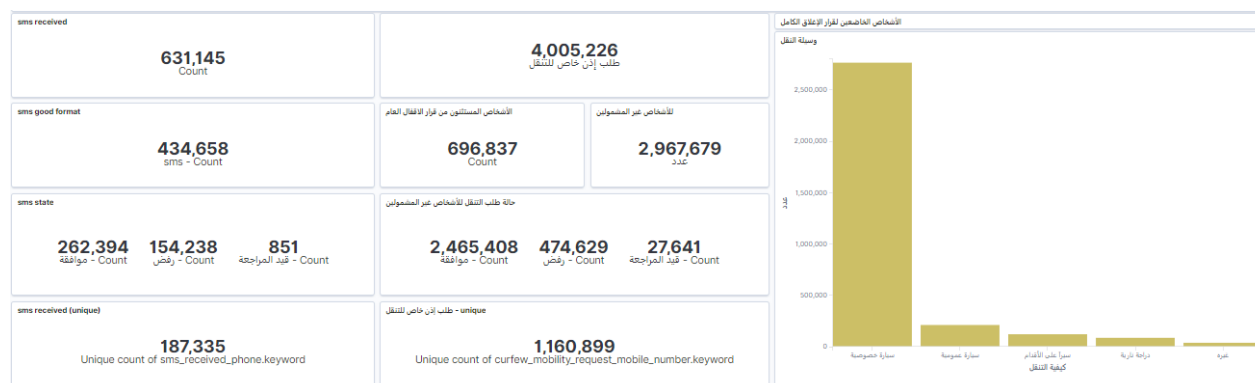 sms received
631,145
Count
4,005,226
طلب إذن خاص للتنقل
sms good format
434,658
sms - Count
الأشخاص المستثنون من قرار الاقفال العام
696,837
Count
للأشخاص غير المشمولين
2,967,679
عدد
sms state
262,394
موافقة - Count
154,238
رفض - Count
851
قيد المراجعة - Count
حالة طلب التنقل للأشخاص غير المشمولين
2,465,408
موافقة - Count
474,629
رفض - Count
27,641
قيد المراجعة - Count
sms received (unique)
187,335
Unique count of sms_received_phone.keyword
طلب إذن خاص للتنقل - unique
1,160,899
Unique count of curfew_mobility_request_mobile_number.keyword
الأشخاص الخاضعين لقرار الإغلاق الكامل
وسيلة النقل
2,500,000
2,000,000
1,500,000
1,000,000
500,000
0
عدد
سيارة خصوصية
سيارة عمومية
سيرا على الأقدام
دراجة نارية
غيره
كيفية التنقل